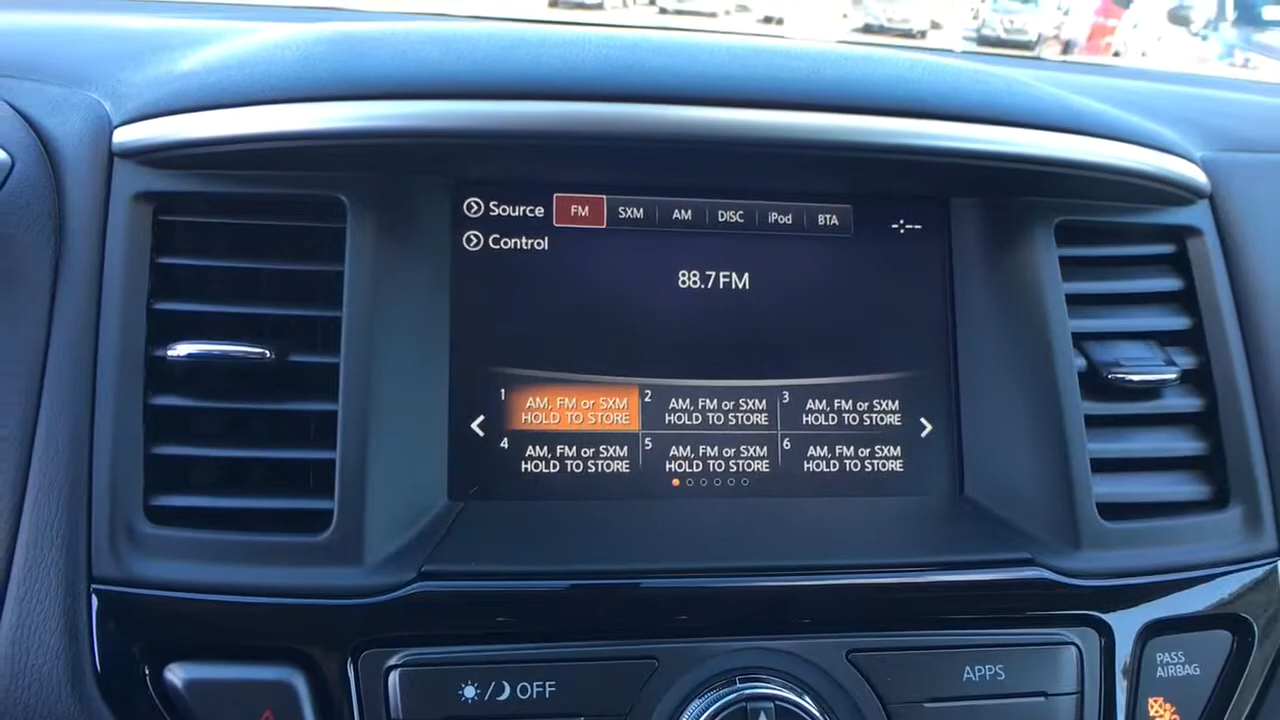 Source FM SXM AM DISC iPod BTA -:--
Control
88.7 FM
1 AM, FM or SXM
HOLD TO STORE
2 AM, FM or SXM
HOLD TO STORE
3 AM, FM or SXM
HOLD TO STORE
4 AM, FM or SXM
HOLD TO STORE
5 AM, FM or SXM
HOLD TO STORE
6 AM, FM or SXM
HOLD TO STORE
/ OFF
APPS
PASS
AIRBAG